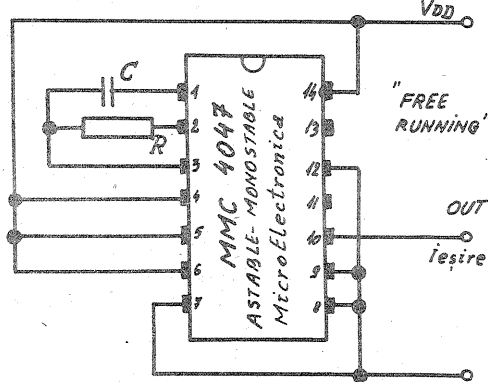 VDD
C
R
1
2
3
4
5
6
7
MMC 4047
ASTABLE-MONOSTABLE
MicroElectronica
14
13
12
11
10
9
8
"FREE
RUNNING"
OUT
ieșire